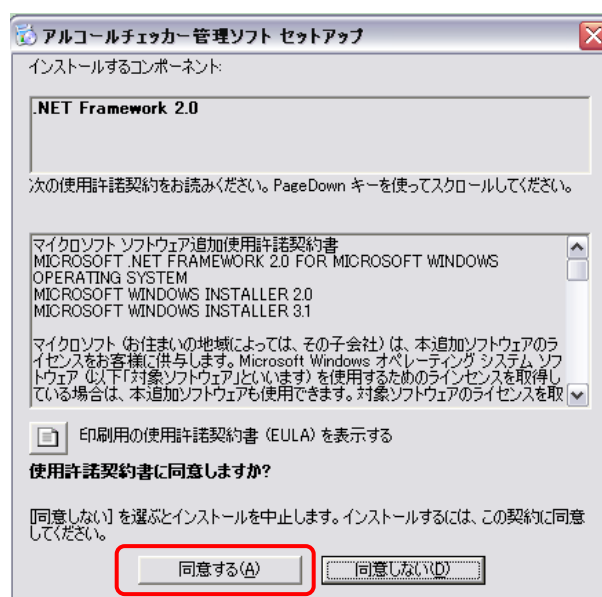 アルコールチェッカー管理ソフト セットアップ
インストールするコンポーネント:
.NET Framework 2.0
次の使用許諾契約をお読みください。PageDown キーを使ってスクロールしてください。
マイクロソフト ソフトウェア追加使用許諾契約書
MICROSOFT .NET FRAMEWORK 2.0 FOR MICROSOFT WINDOWS
OPERATING SYSTEM
MICROSOFT WINDOWS INSTALLER 2.0
MICROSOFT WINDOWS INSTALLER 3.1
マイクロソフト (お住まいの地域によっては、その子会社) は、本追加ソフトウェアのラ
イセンスをお客様に供与します。Microsoft Windows オペレーティング システム ソフ
トウェア (以下「対象ソフトウェア」といいます) を使用するためのラインセンスを取得し
ている場合は、本追加ソフトウェアも使用できます。対象ソフトウェアのライセンスを取
印刷用の使用許諾契約書 (EULA) を表示する
使用許諾契約書に同意しますか?
[同意しない] を選ぶとインストールを中止します。インストールするには、この契約に同意
してください。
同意する(A) 同意しない(D)